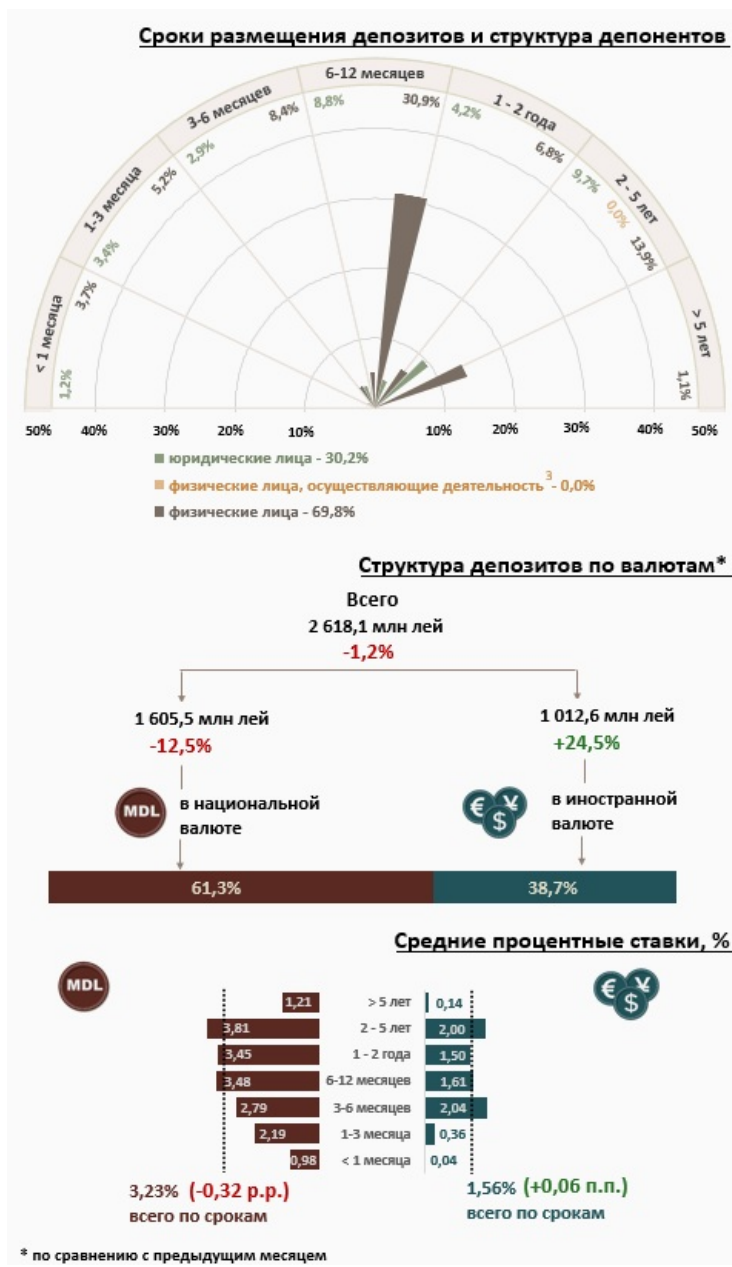 Сроки размещения депозитов и структура депонентов
< 1 месяца
1-3 месяца
3-6 месяцев
6-12 месяцев
1 - 2 года
2 - 5 лет
> 5 лет
1,2%
3,7%
3,4%
5,2%
2,9%
8,4%
8,8%
30,9%
4,2%
6,8%
9,7%
0,0%
13,9%
1,1%
50% 40% 30% 20% 10% 10% 20% 30% 40% 50%
юридические лица - 30,2%
физические лица, осуществляющие деятельность 3 - 0,0%
физические лица - 69,8%
Структура депозитов по валютам*
Всего
2 618,1 млн лей
-1,2%
1 605,5 млн лей
-12,5%
1 012,6 млн лей
+24,5%
MDL
в национальной
валюте
€ ¥ $
в иностранной
валюте
61,3% 38,7%
Средние процентные ставки, %
MDL
€ ¥ $
1,21 > 5 лет 0,14
3,81 2 - 5 лет 2,00
3,45 1 - 2 года 1,50
3,48 6-12 месяцев 1,61
2,79 3-6 месяцев 2,04
2,19 1-3 месяца 0,36
0,98 < 1 месяца 0,04
3,23% (-0,32 p.p.)
всего по срокам
1,56% (+0,06 п.п.)
всего по срокам
* по сравнению с предыдущим месяцем